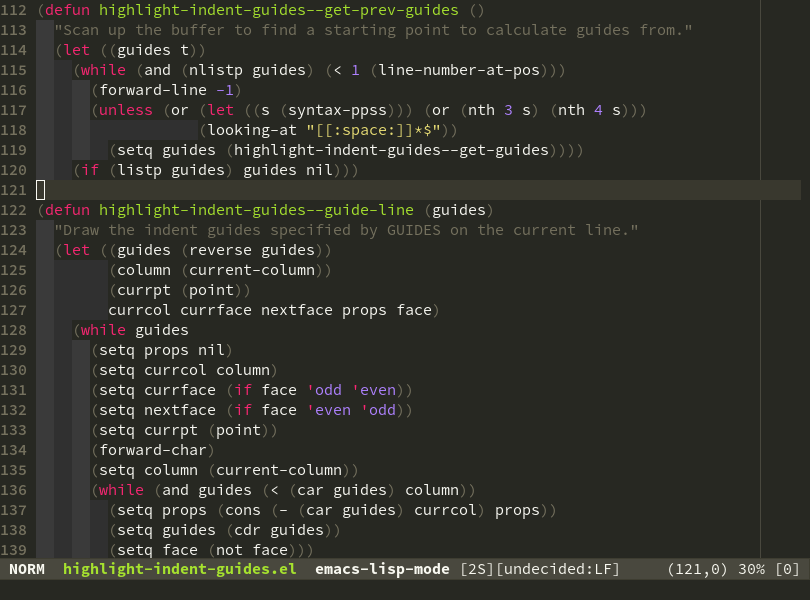 112 (defun highlight-indent-guides--get-prev-guides ()
113   "Scan up the buffer to find a starting point to calculate guides from."
114   (let ((guides t))
115     (while (and (nlistp guides) (< 1 (line-number-at-pos)))
116       (forward-line -1)
117       (unless (or (let ((s (syntax-ppss))) (or (nth 3 s) (nth 4 s)))
118                   (looking-at "[[:space:]]*$"))
119         (setq guides (highlight-indent-guides--get-guides))))
120     (if (listp guides) guides nil)))
121
122 (defun highlight-indent-guides--guide-line (guides)
123   "Draw the indent guides specified by GUIDES on the current line."
124   (let ((guides (reverse guides))
125         (column (current-column))
126         (currpt (point))
127         currcol currface nextface props face)
128     (while guides
129       (setq props nil)
130       (setq currcol column)
131       (setq currface (if face 'odd 'even))
132       (setq nextface (if face 'even 'odd))
133       (setq currpt (point))
134       (forward-char)
135       (setq column (current-column))
136       (while (and guides (< (car guides) column))
137         (setq props (cons (- (car guides) currcol) props))
138         (setq guides (cdr guides))
139         (setq face (not face)))
NORM  highlight-indent-guides.el  emacs-lisp-mode [2S][undecided:LF]     (121,0) 30% [0]